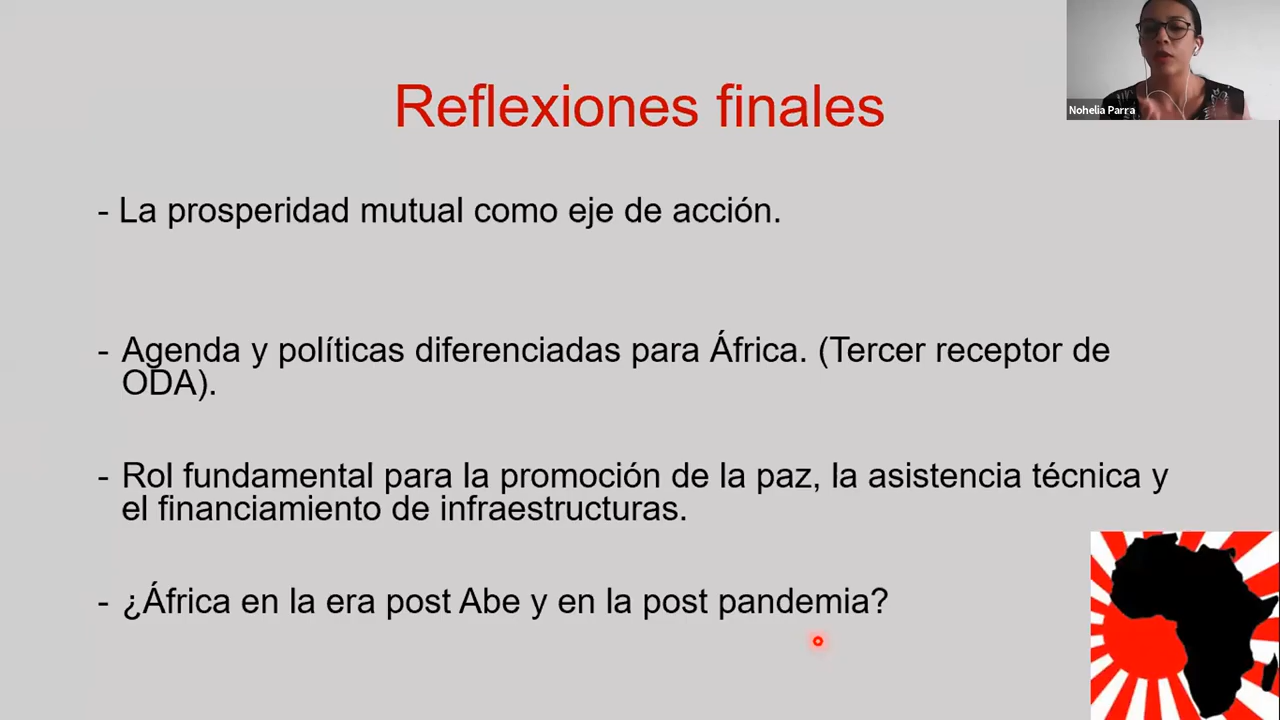 Reflexiones finales
Nohelia Parra
- La prosperidad mutual como eje de acción.
- Agenda y políticas diferenciadas para África. (Tercer receptor de
ODA).
- Rol fundamental para la promoción de la paz, la asistencia técnica y
el financiamiento de infraestructuras.
- ¿África en la era post Abe y en la post pandemia?